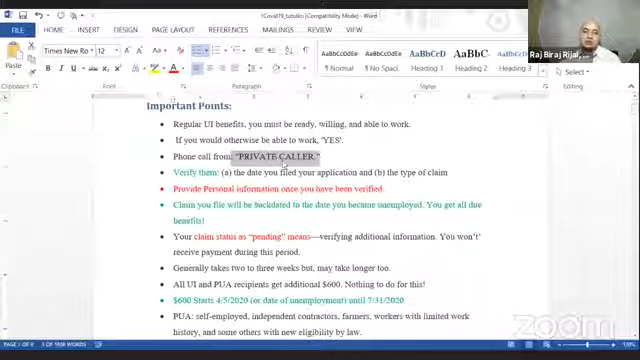 1Covid19_tutulko [Compatibility Mode] - Word
FILE HOME INSERT DESIGN PAGE LAYOUT REFERENCES MAILINGS REVIEW VIEW
Times New Ro 12
AaBbCcDdEe AaBbCcDdEe AaBbCcD AaBbC AaBbCcD
¶ Normal ¶ No Spaci... Heading 1 Heading 2
Select
Clipboard Font Paragraph Styles
Raj Biraj Rijal,
Important Points:
• Regular UI benefits, you must be ready, willing, and able to work.
• If you would otherwise be able to work, 'YES'.
• Phone call from: "PRIVATE CALLER."
• Verify them: (a) the date you filed your application and (b) the type of claim
• Provide Personal information once you have been verified.
• Claim you file will be backdated to the date you became unemployed. You get all due
benefits!
• Your claim status as "pending" means—verifying additional information. You won't
receive payment during this period.
• Generally takes two to three weeks but, may take longer too.
• All UI and PUA recipients get additional $600. Nothing to do for this!
• $600 Starts 4/5/2020 (or date of unemployment) until 7/31/2020.
• PUA: self-employed, independent contractors, farmers, workers with limited work
history, and some others with new eligibility by law.
zoom
120%